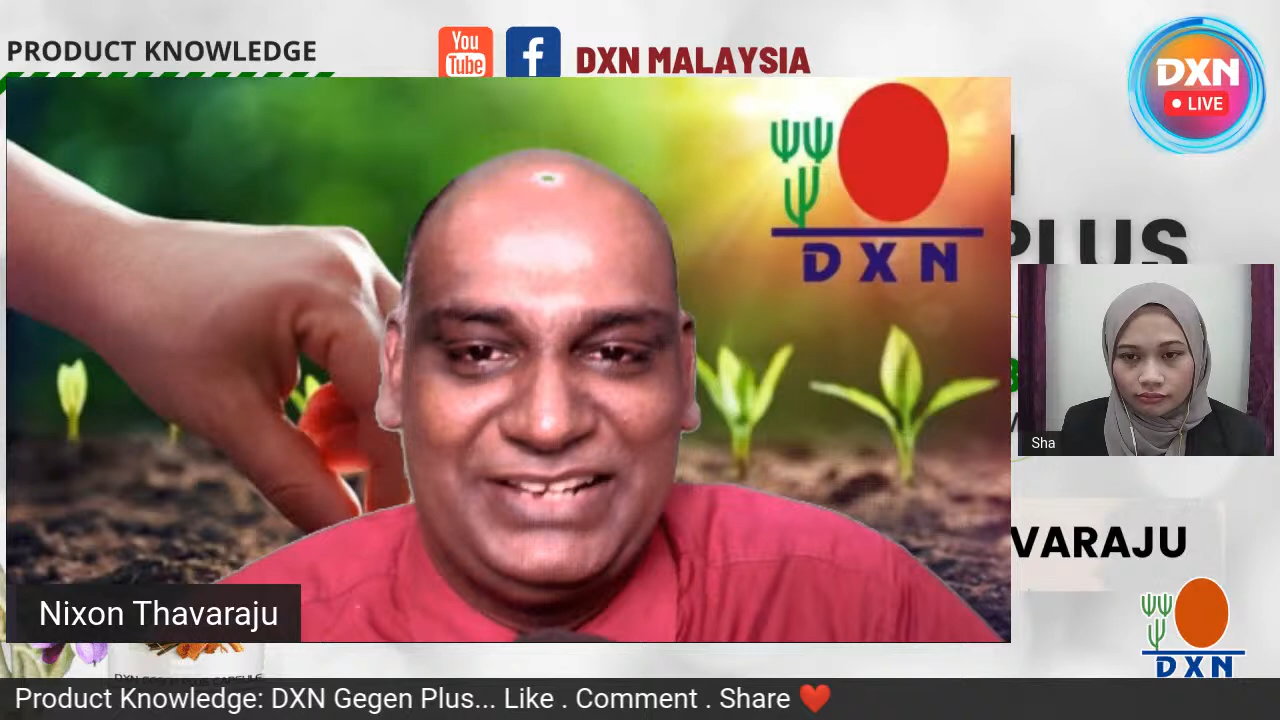 PRODUCT KNOWLEDGE
You
Tube
f
DXN MALAYSIA
DXN
LIVE
DXN
PLUS
Sha
VARAJU
Nixon Thavaraju
DXN
Product Knowledge: DXN Gegen Plus... Like . Comment . Share ❤️